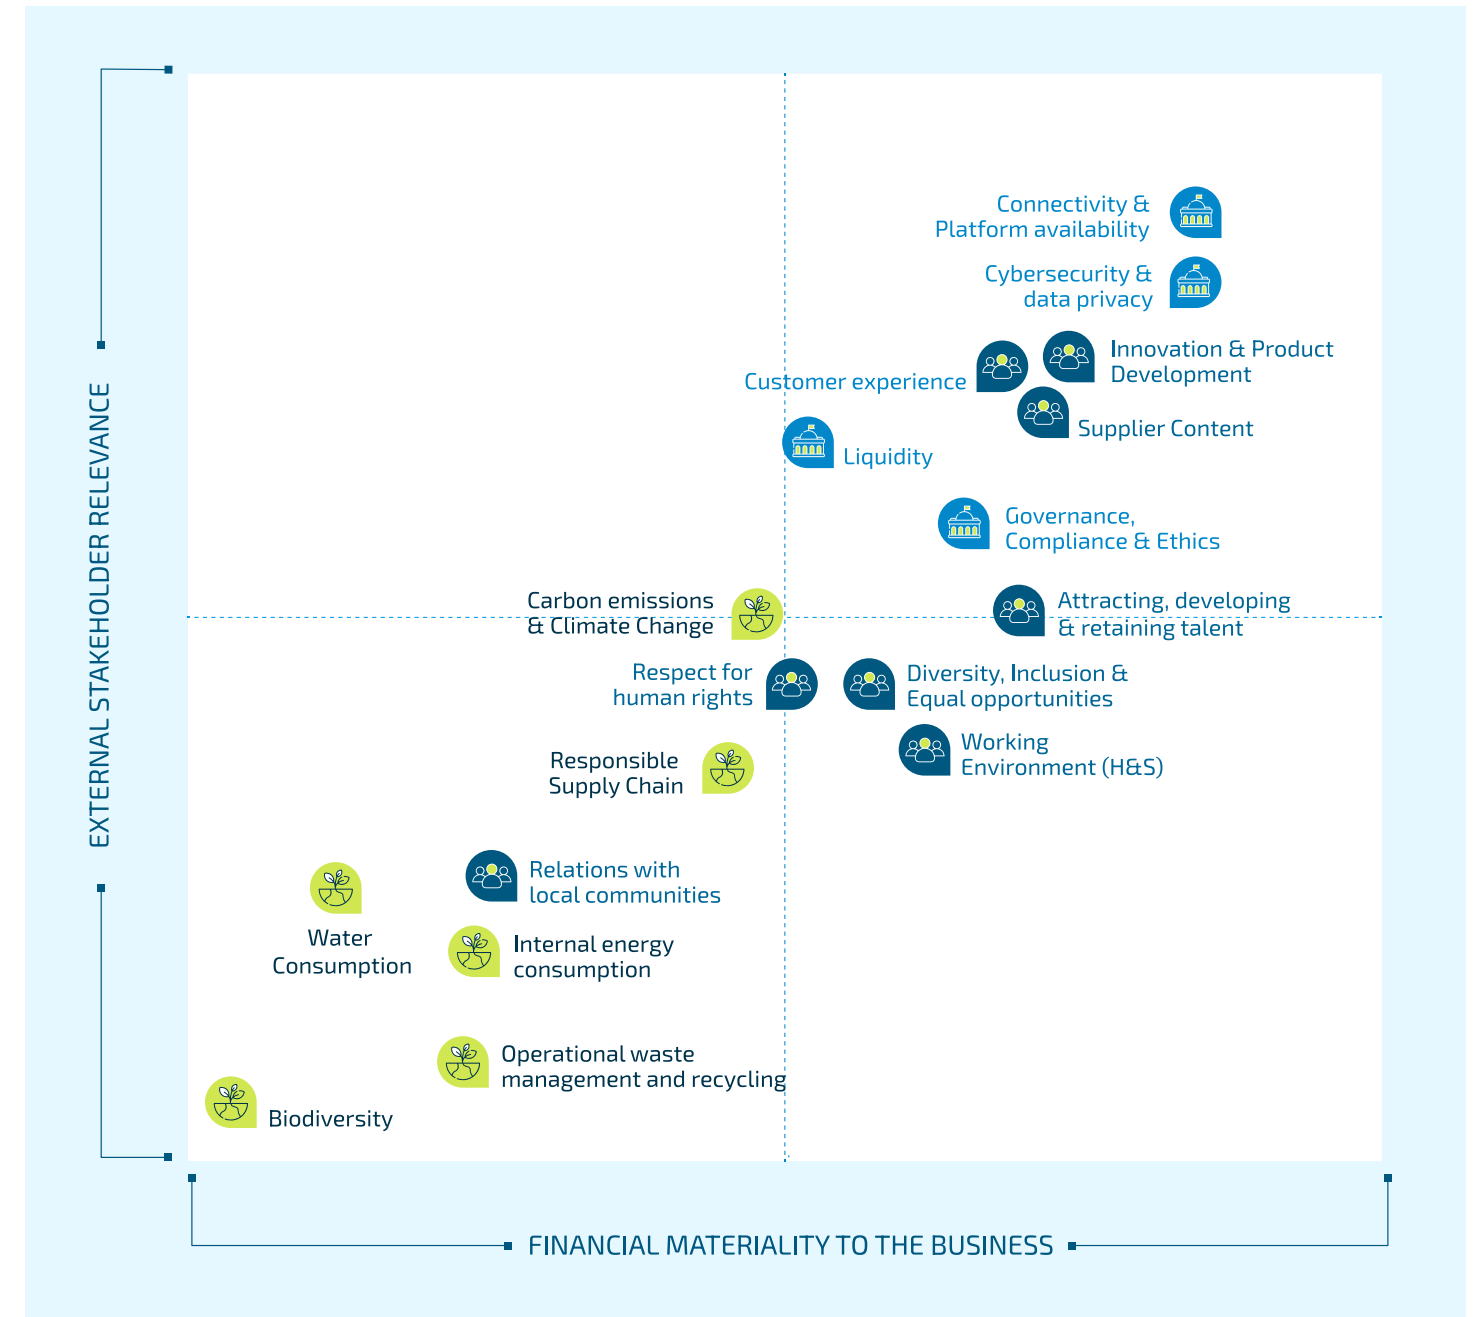 EXTERNAL STAKEHOLDER RELEVANCE
Connectivity &
Platform availability
Cybersecurity &
data privacy
Innovation & Product
Development
Customer experience
Supplier Content
Liquidity
Governance,
Compliance & Ethics
Carbon emissions
& Climate Change
Attracting, developing
& retaining talent
Respect for
human rights
Diversity, Inclusion &
Equal opportunities
Working
Environment (H&S)
Responsible
Supply Chain
Relations with
local communities
Water
Consumption
Internal energy
consumption
Operational waste
management and recycling
Biodiversity
FINANCIAL MATERIALITY TO THE BUSINESS